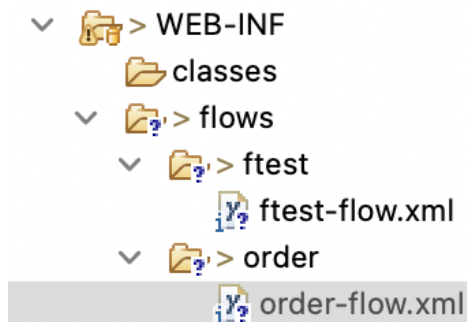 > WEB-INF
classes
> flows
> ftest
ftest-flow.xml
> order
order-flow.xml